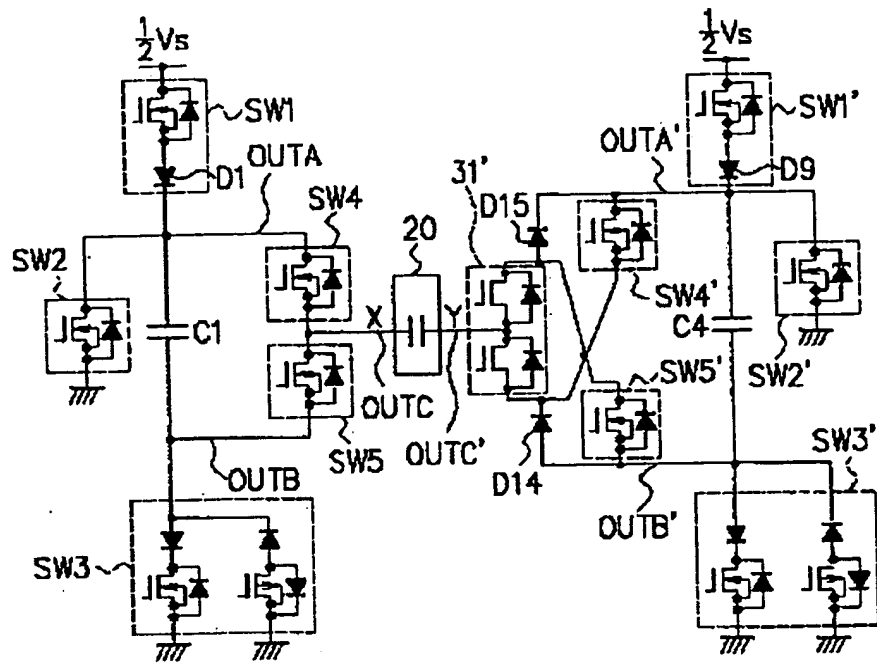 ½Vs
½Vs
SW1
SW1'
OUTA
OUTA'
D1
D9
31'
SW4
D15
20
SW2
SW4'
X
Y
C1
C4
SW5'
SW2'
OUTC
SW5
OUTC'
SW3'
OUTB
D14
OUTB'
SW3